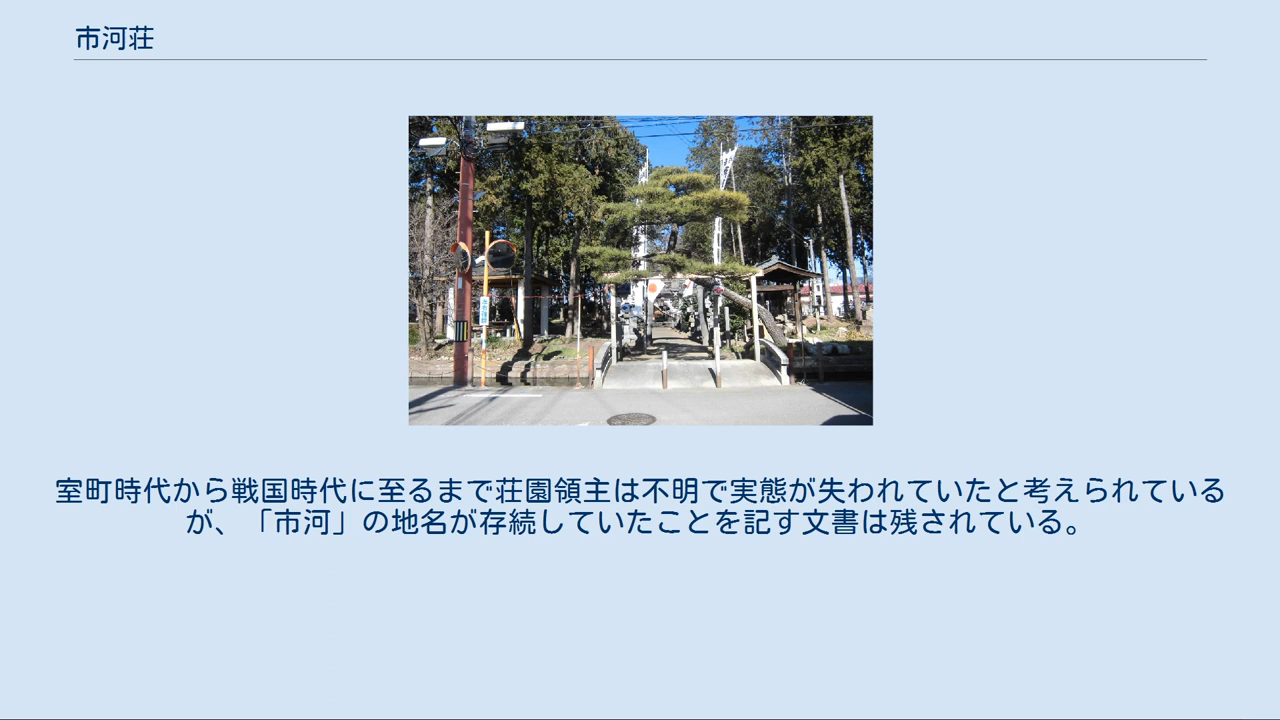 市河荘
室町時代から戦国時代に至るまで荘園領主は不明で実態が失われていたと考えられている
が、「市河」の地名が存続していたことを記す文書は残されている。